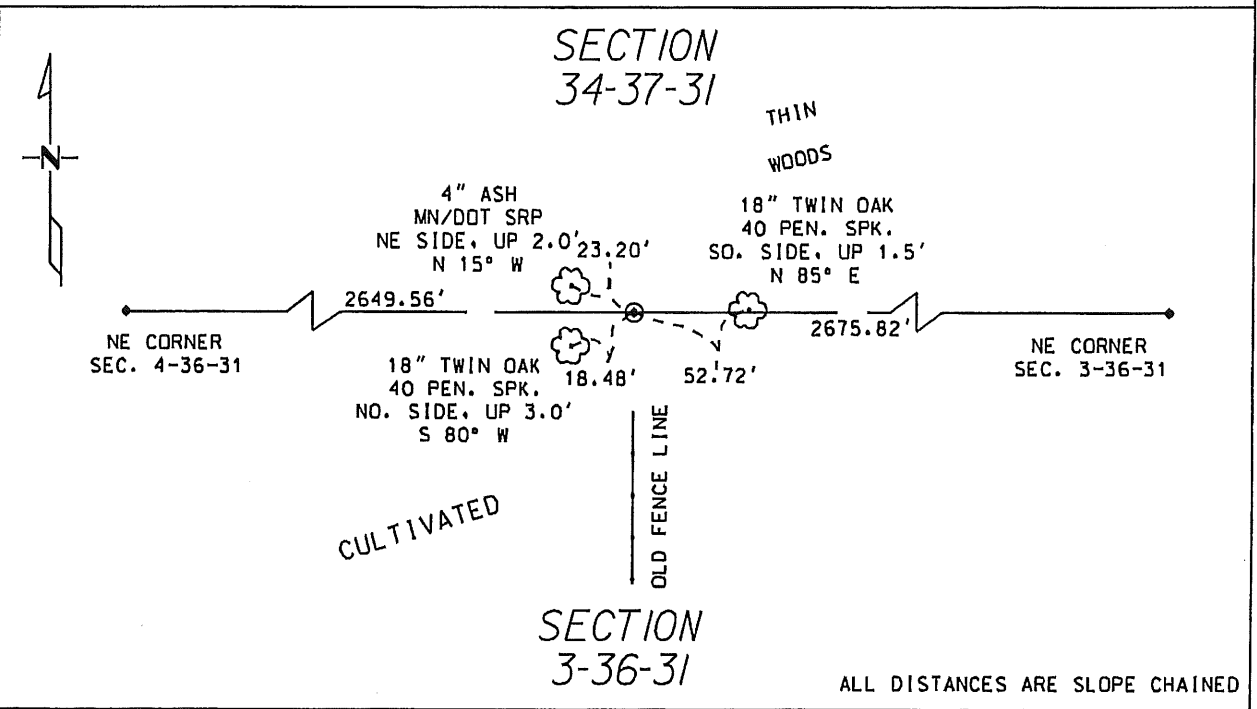 SECTION
34-37-31
THIN
WOODS
N
4" ASH
MN/DOT SRP
NE SIDE, UP 2.0'
N 15° W
23.20'
18" TWIN OAK
40 PEN. SPK.
SO. SIDE, UP 1.5'
N 85° E
2649.56'
2675.82'
NE CORNER
SEC. 4-36-31
NE CORNER
SEC. 3-36-31
18" TWIN OAK
40 PEN. SPK.
NO. SIDE, UP 3.0'
S 80° W
18.48'
52.72'
OLD FENCE LINE
CULTIVATED
SECTION
3-36-31
ALL DISTANCES ARE SLOPE CHAINED